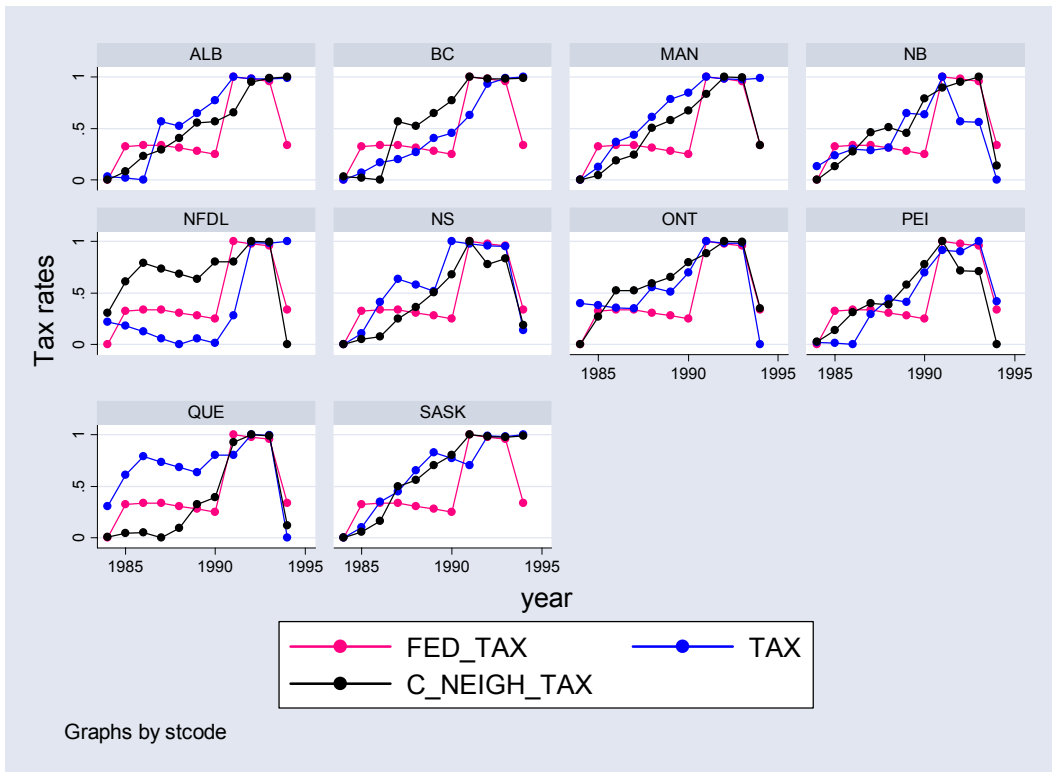 ALB BC MAN NB
1
.5
0
NFDL NS ONT PEI
1
.5
0
1985 1990 1995 1985 1990 1995
QUE SASK
1
.5
0
1985 1990 1995 1985 1990 1995
Tax rates
year
FED_TAX TAX
C_NEIGH_TAX
Graphs by stcode